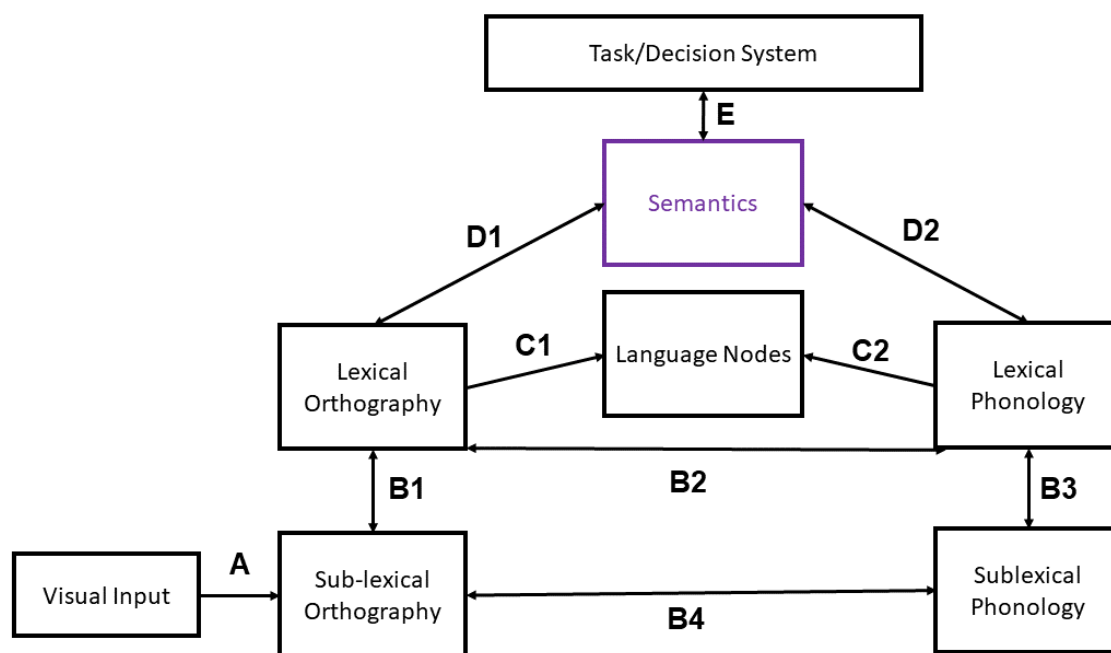 Task/Decision System
E
Semantics
D1
D2
Lexical
Orthography
C1
Language Nodes
C2
Lexical
Phonology
B1
B2
B3
Visual Input
A
Sub-lexical
Orthography
B4
Sublexical
Phonology